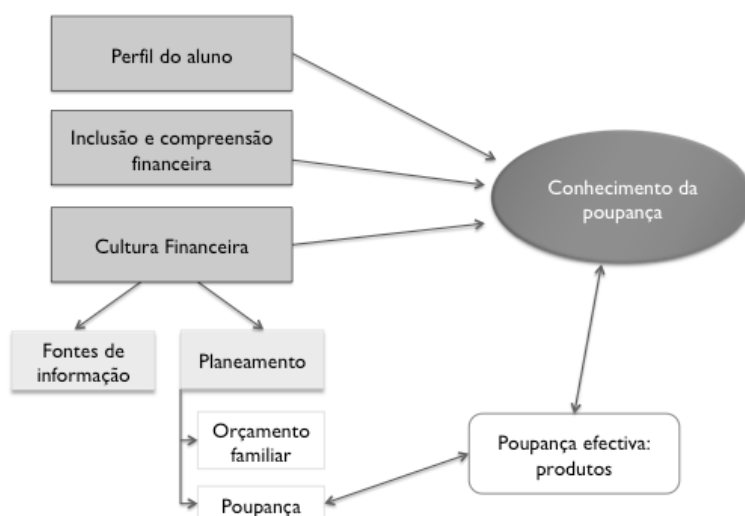 Perfil do aluno
Inclusão e compreensão
financeira
Cultura Financeira
Conhecimento da
poupança
Fontes de
informação
Planeamento
Orçamento
familiar
Poupança
Poupança efectiva:
produtos